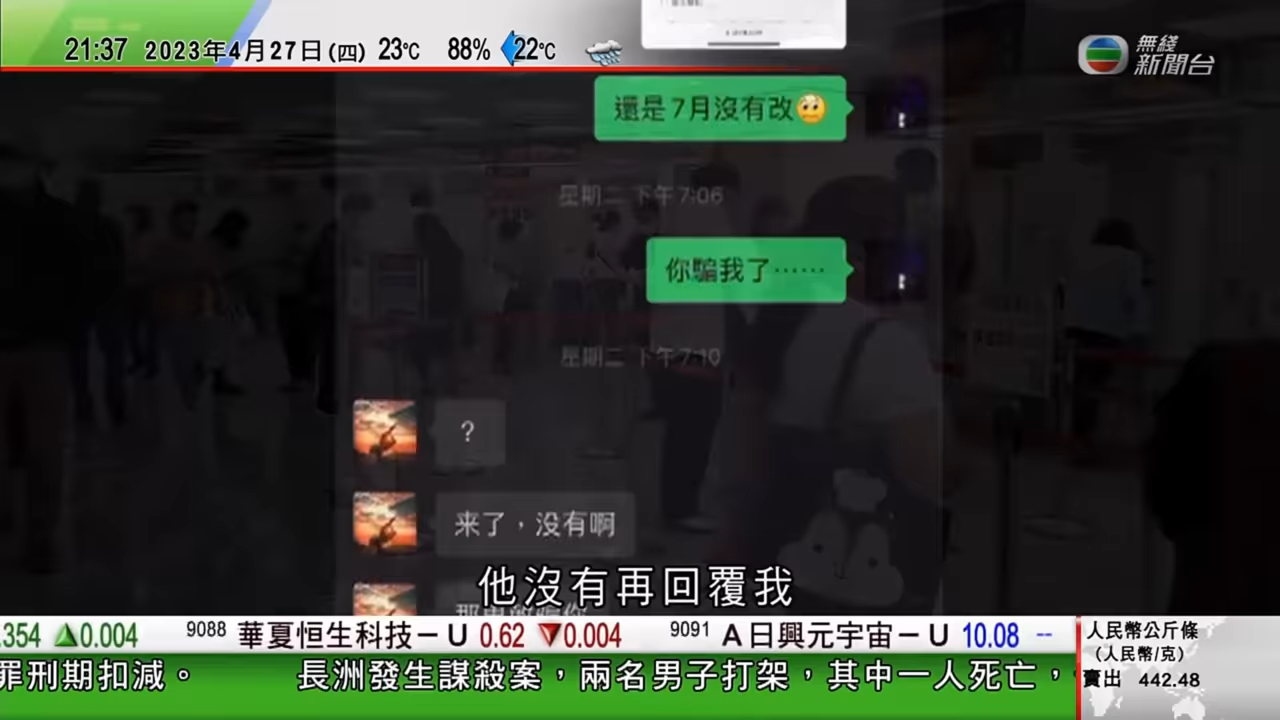 21:37 2023年4月27日(四) 23℃ 88% 22℃
無綫
新聞台
還是7月沒有改🥺
星期二 下午7:06
你騙我了……
星期二 下午7:10
?
来了，没有啊
他沒有再回覆我
.354 ▲0.004 9088 華夏恒生科技－U 0.62 ▼0.004 9091 A日興元宇宙－U 10.08 --
罪刑期扣減。 長洲發生謀殺案，兩名男子打架，其中一人死亡，
人民幣公斤條
(人民幣/克)
賣出 442.48